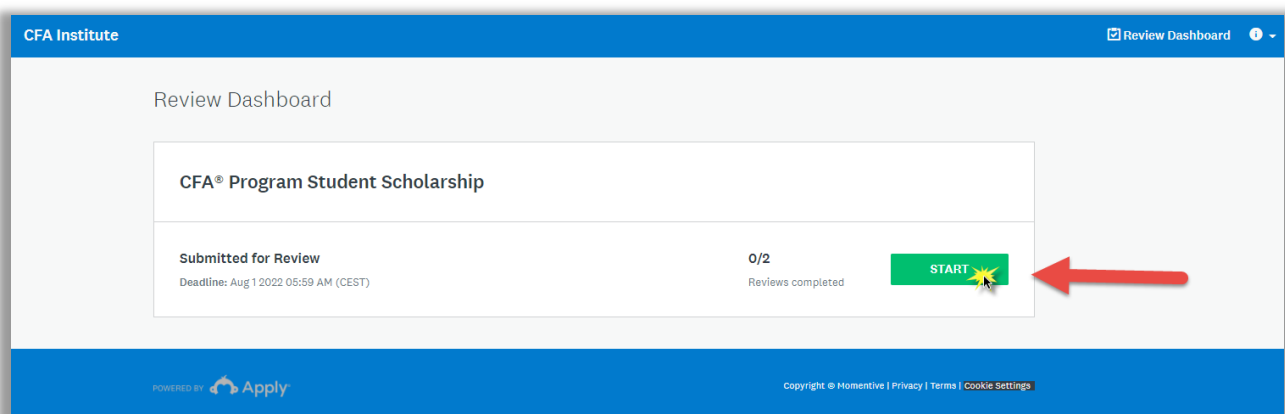 CFA Institute
Review Dashboard
Review Dashboard
CFA® Program Student Scholarship
Submitted for Review
0/2
START
Deadline: Aug 1 2022 05:59 AM (CEST)
Reviews completed
POWERED BY Apply
Copyright © Momentive | Privacy | Terms | Cookie Settings